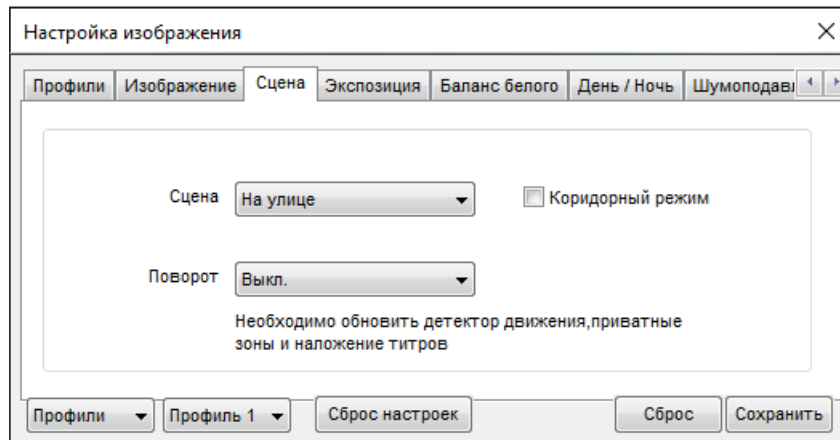 Настройка изображения
Профили Изображение Сцена Экспозиция Баланс белого День / Ночь Шумоподавл
Сцена На улице Коридорный режим
Поворот Выкл.
Необходимо обновить детектор движения,приватные
зоны и наложение титров
Профили Профиль 1 Сброс настроек Сброс Сохранить